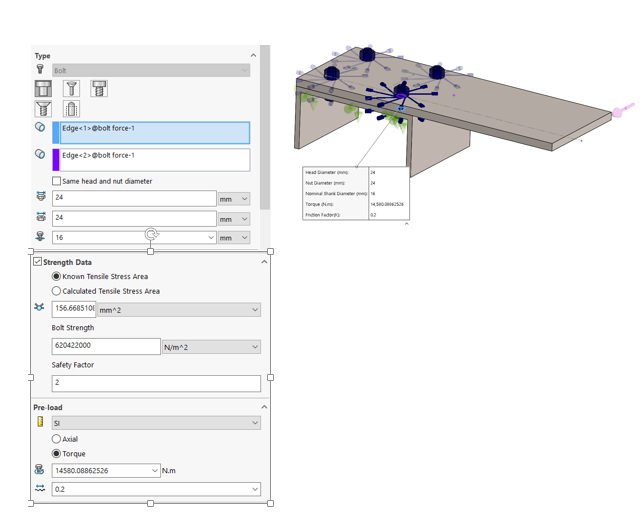 Type
Bolt
Edge<1>@bolt force-1
Edge<2>@bolt force-1
Same head and nut diameter
24 mm
24 mm
16 mm
Strength Data
Known Tensile Stress Area
Calculated Tensile Stress Area
156.668510 mm^2
Bolt Strength
620422000 N/m^2
Safety Factor
2
Pre-load
SI
Axial
Torque
14580.08862526 N.m
0.2
Head Diameter (mm): 24
Nut Diameter (mm): 24
Nominal Shank Diameter (mm): 16
Torque (N.m): 14,580.08862526
Friction Factor(K): 0.2